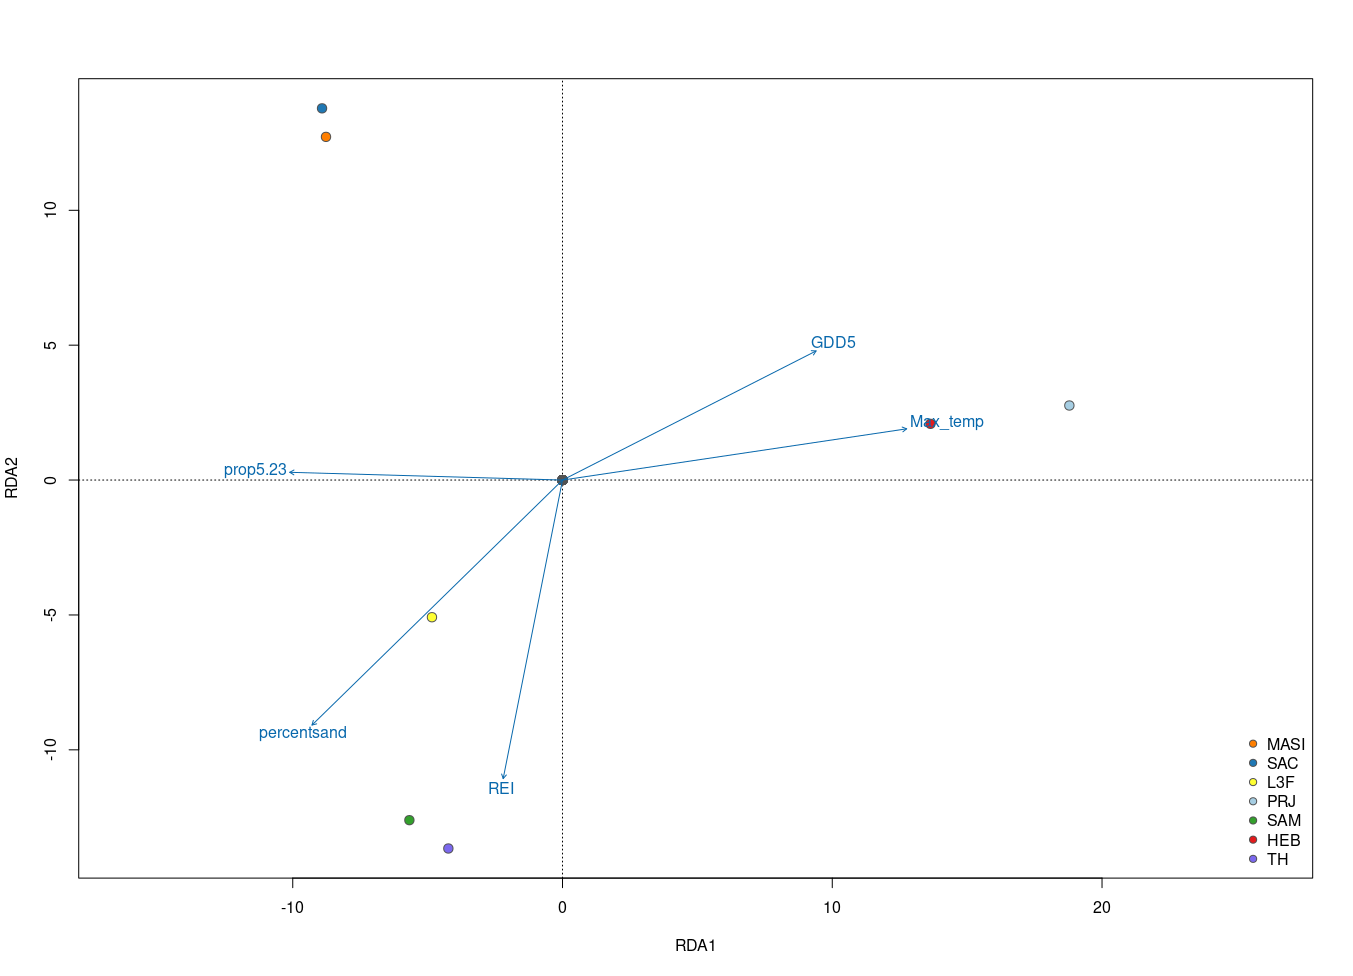 10
GDD5
5
Max_temp
prop5.23
0
RDA2
-5
percentsand
-10
REI
MASI
SAC
L3F
PRJ
SAM
HEB
TH
-10 0 10 20
RDA1